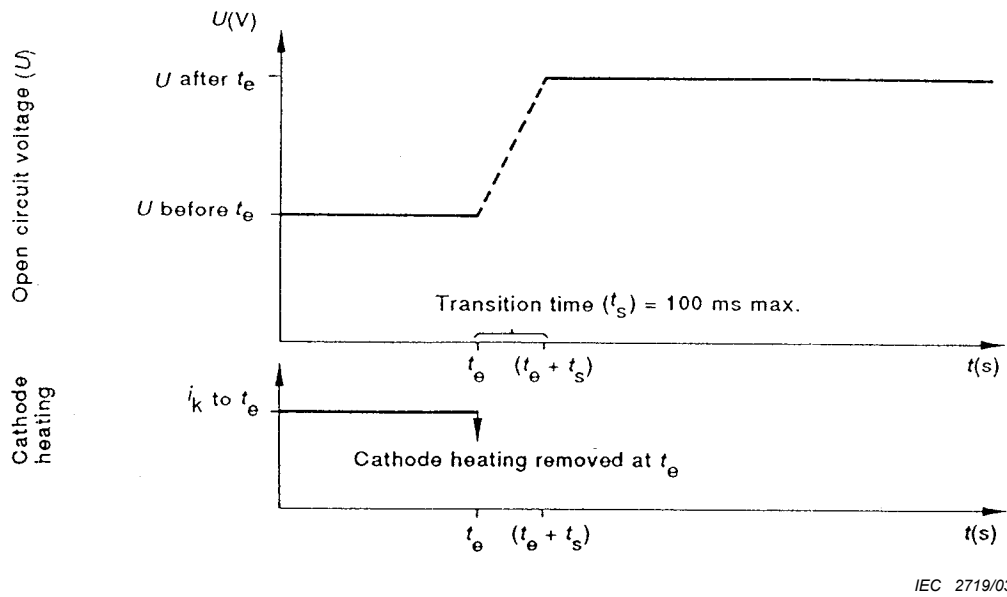 U(V)
Open circuit voltage (U)
U after te
U before te
Transition time (ts) = 100 ms max.
te (te + ts) t(s)
Cathode heating
ik to te
Cathode heating removed at te
te (te + ts) t(s)
IEC 2719/03